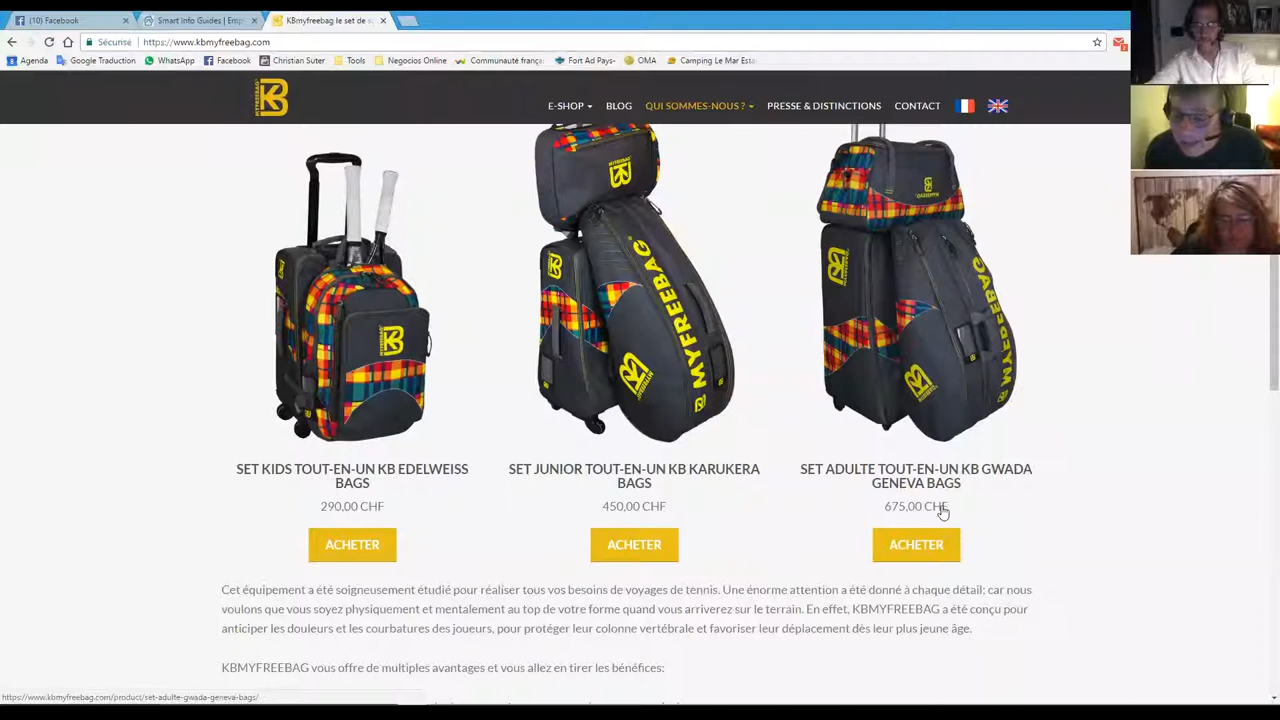 (10) Facebook
Smart Info Guides | Emp
KBmyfreebag le set de s
Sécurisé
https://www.kbmyfreebag.com
Agenda
Google Traduction
WhatsApp
Facebook
Christian Suter
Tools
Negocios Online
Communauté franç
Fort Ad Pays-
OMA
Camping Le Mar Esta
MYFREEBAG KB
E-SHOP
BLOG
QUI SOMMES-NOUS ?
PRESSE & DISTINCTIONS
CONTACT
MYFREEBAG
MYFREEBAG
MYFREEBAG
SET KIDS TOUT-EN-UN KB EDELWEISS
BAGS
290,00 CHF
ACHETER
SET JUNIOR TOUT-EN-UN KB KARUKERA
BAGS
450,00 CHF
ACHETER
SET ADULTE TOUT-EN-UN KB GWADA
GENEVA BAGS
675,00 CHF
ACHETER
Cet équipement a été soigneusement étudié pour réaliser tous vos besoins de voyages de tennis. Une énorme attention a été donné à chaque détail; car nous
voulons que vous soyez physiquement et mentalement au top de votre forme quand vous arriverez sur le terrain. En effet, KBMYFREEBAG a été conçu pour
anticiper les douleurs et les courbatures des joueurs, pour protéger leur colonne vertébrale et favoriser leur déplacement dès leur plus jeune âge.
KBMYFREEBAG vous offre de multiples avantages et vous allez en tirer les bénéfices:
https://www.kbmyfreebag.com/product/set-adulte-gwada-geneva-bags/